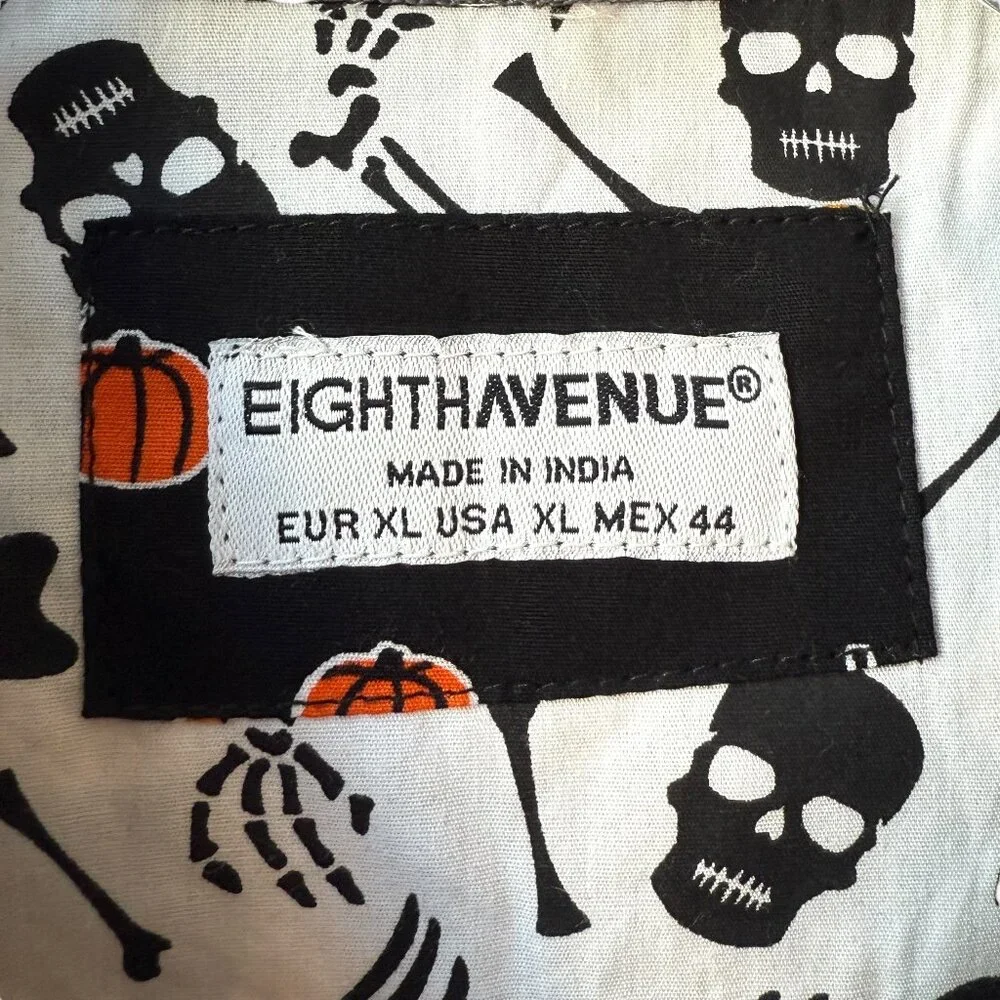 EIGHTHAVENUE®
MADE IN INDIA
EUR XL USA XL MEX 44